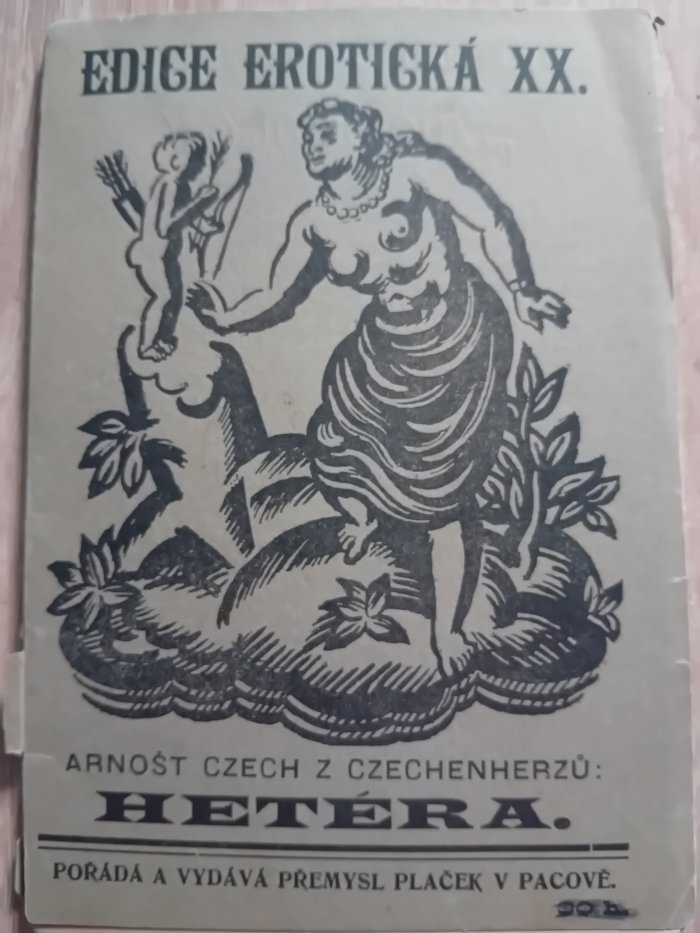 EDICE EROTICKÁ XX.
ARNOŠT CZECH Z CZECHENHERZŮ:
HETÉRA.
POŘÁDÁ A VYDÁVÁ PŘEMYSL PLAČEK V PACOVĚ.